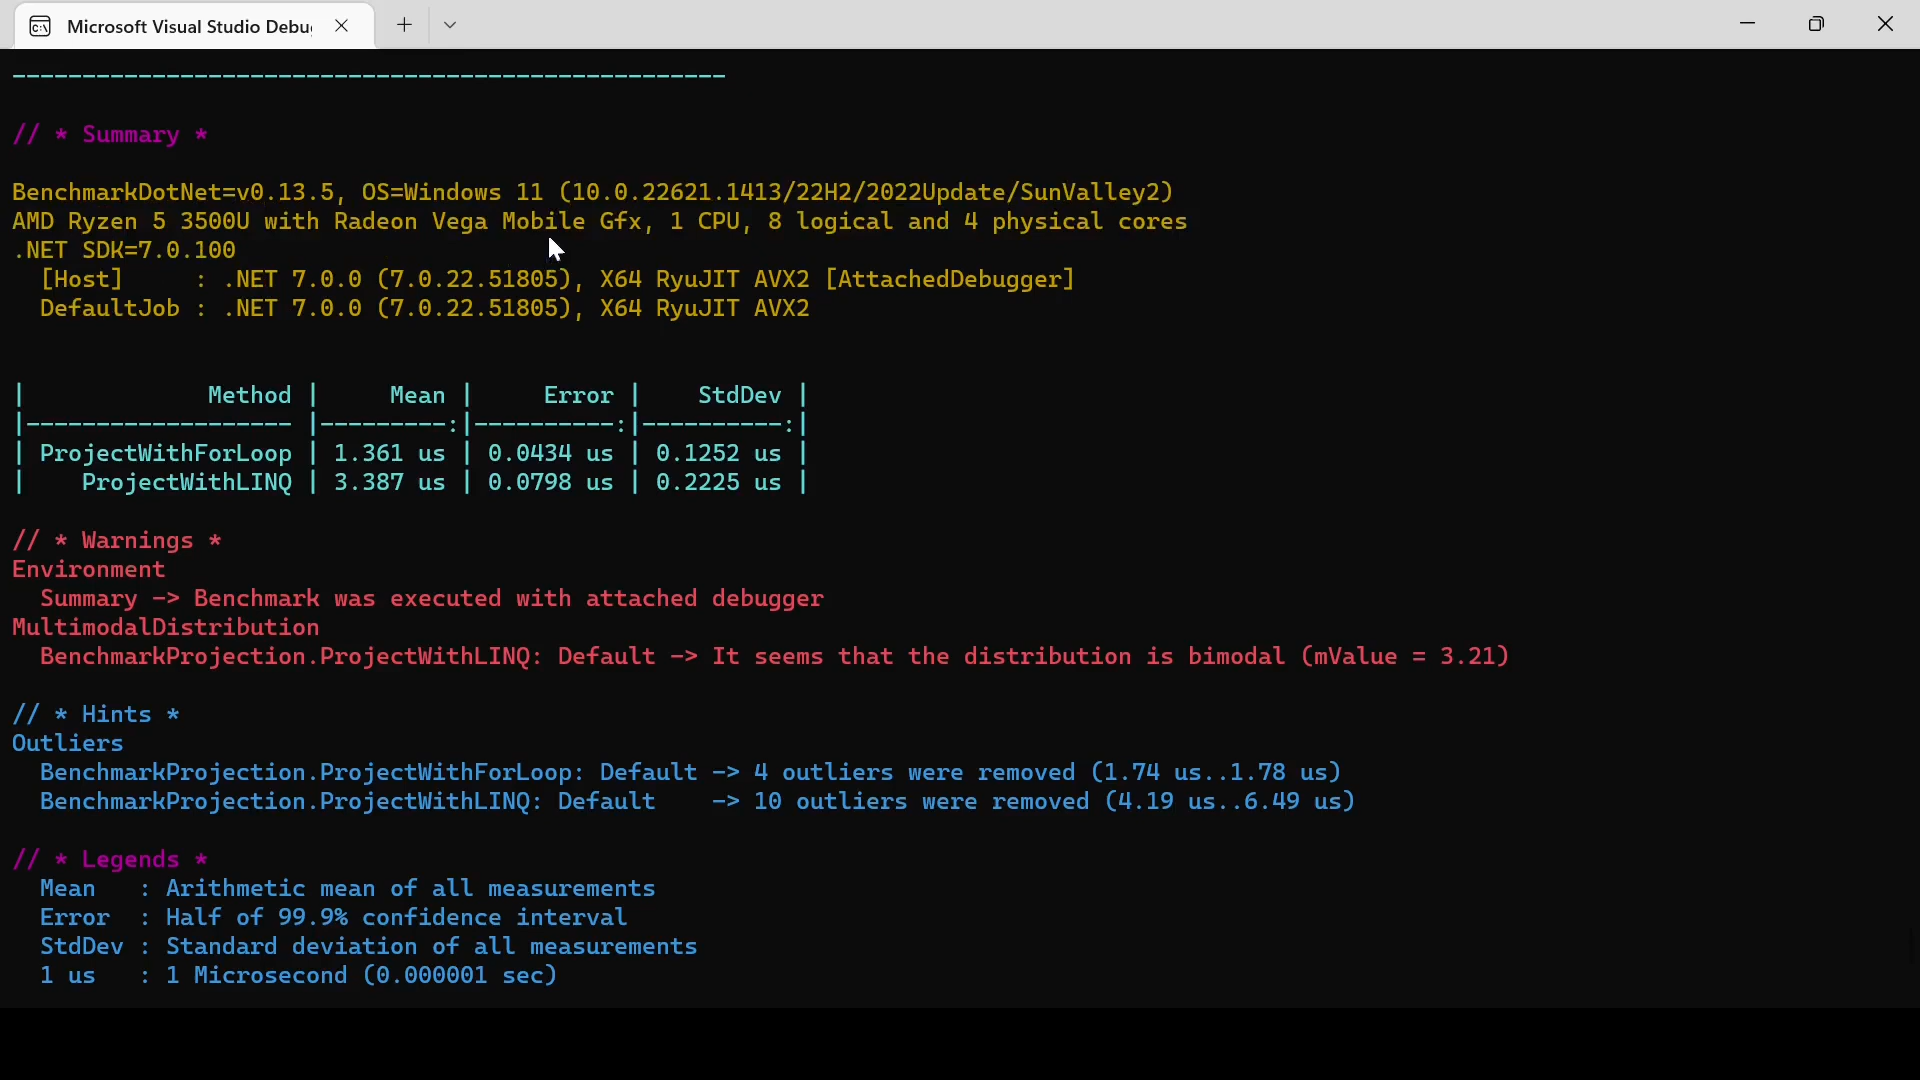 Microsoft Visual Studio Debu
---------------------------------------------------
// * Summary *
BenchmarkDotNet=v0.13.5, OS=Windows 11 (10.0.22621.1413/22H2/2022Update/SunValley2)
AMD Ryzen 5 3500U with Radeon Vega Mobile Gfx, 1 CPU, 8 logical and 4 physical cores
.NET SDK=7.0.100
  [Host]     : .NET 7.0.0 (7.0.22.51805), X64 RyuJIT AVX2 [AttachedDebugger]
  DefaultJob : .NET 7.0.0 (7.0.22.51805), X64 RyuJIT AVX2
|             Method |     Mean |     Error |    StdDev |
|------------------- |---------:|----------:|----------:|
| ProjectWithForLoop | 1.361 us | 0.0434 us | 0.1252 us |
|    ProjectWithLINQ | 3.387 us | 0.0798 us | 0.2225 us |
// * Warnings *
Environment
  Summary -> Benchmark was executed with attached debugger
MultimodalDistribution
  BenchmarkProjection.ProjectWithLINQ: Default -> It seems that the distribution is bimodal (mValue = 3.21)
// * Hints *
Outliers
  BenchmarkProjection.ProjectWithForLoop: Default -> 4 outliers were removed (1.74 us..1.78 us)
  BenchmarkProjection.ProjectWithLINQ: Default    -> 10 outliers were removed (4.19 us..6.49 us)
// * Legends *
  Mean   : Arithmetic mean of all measurements
  Error  : Half of 99.9% confidence interval
  StdDev : Standard deviation of all measurements
  1 us   : 1 Microsecond (0.000001 sec)